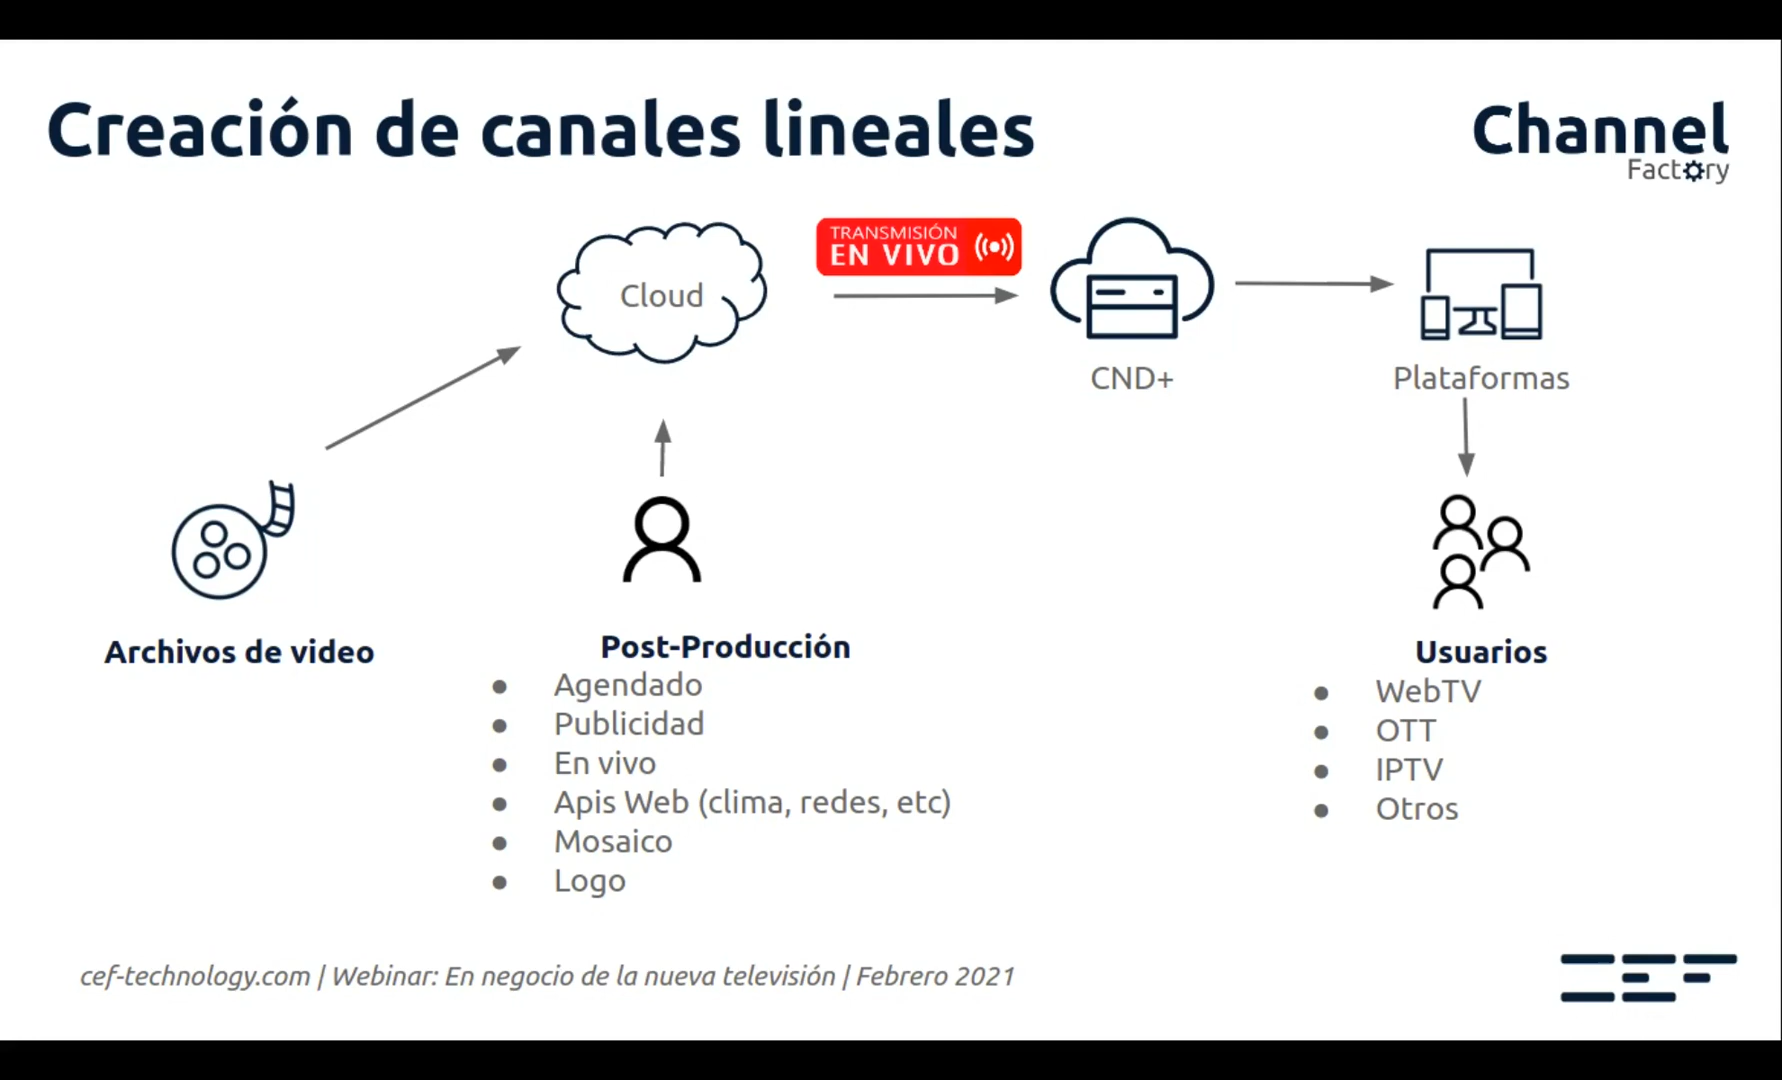 Creación de canales lineales
Channel
Factory
TRANSMISIÓN
EN VIVO
Cloud
CND+
Plataformas
Archivos de video
Post-Producción
● Agendado
● Publicidad
● En vivo
● Apis Web (clima, redes, etc)
● Mosaico
● Logo
Usuarios
● WebTV
● OTT
● IPTV
● Otros
cef-technology.com | Webinar: En negocio de la nueva televisión | Febrero 2021
CEF